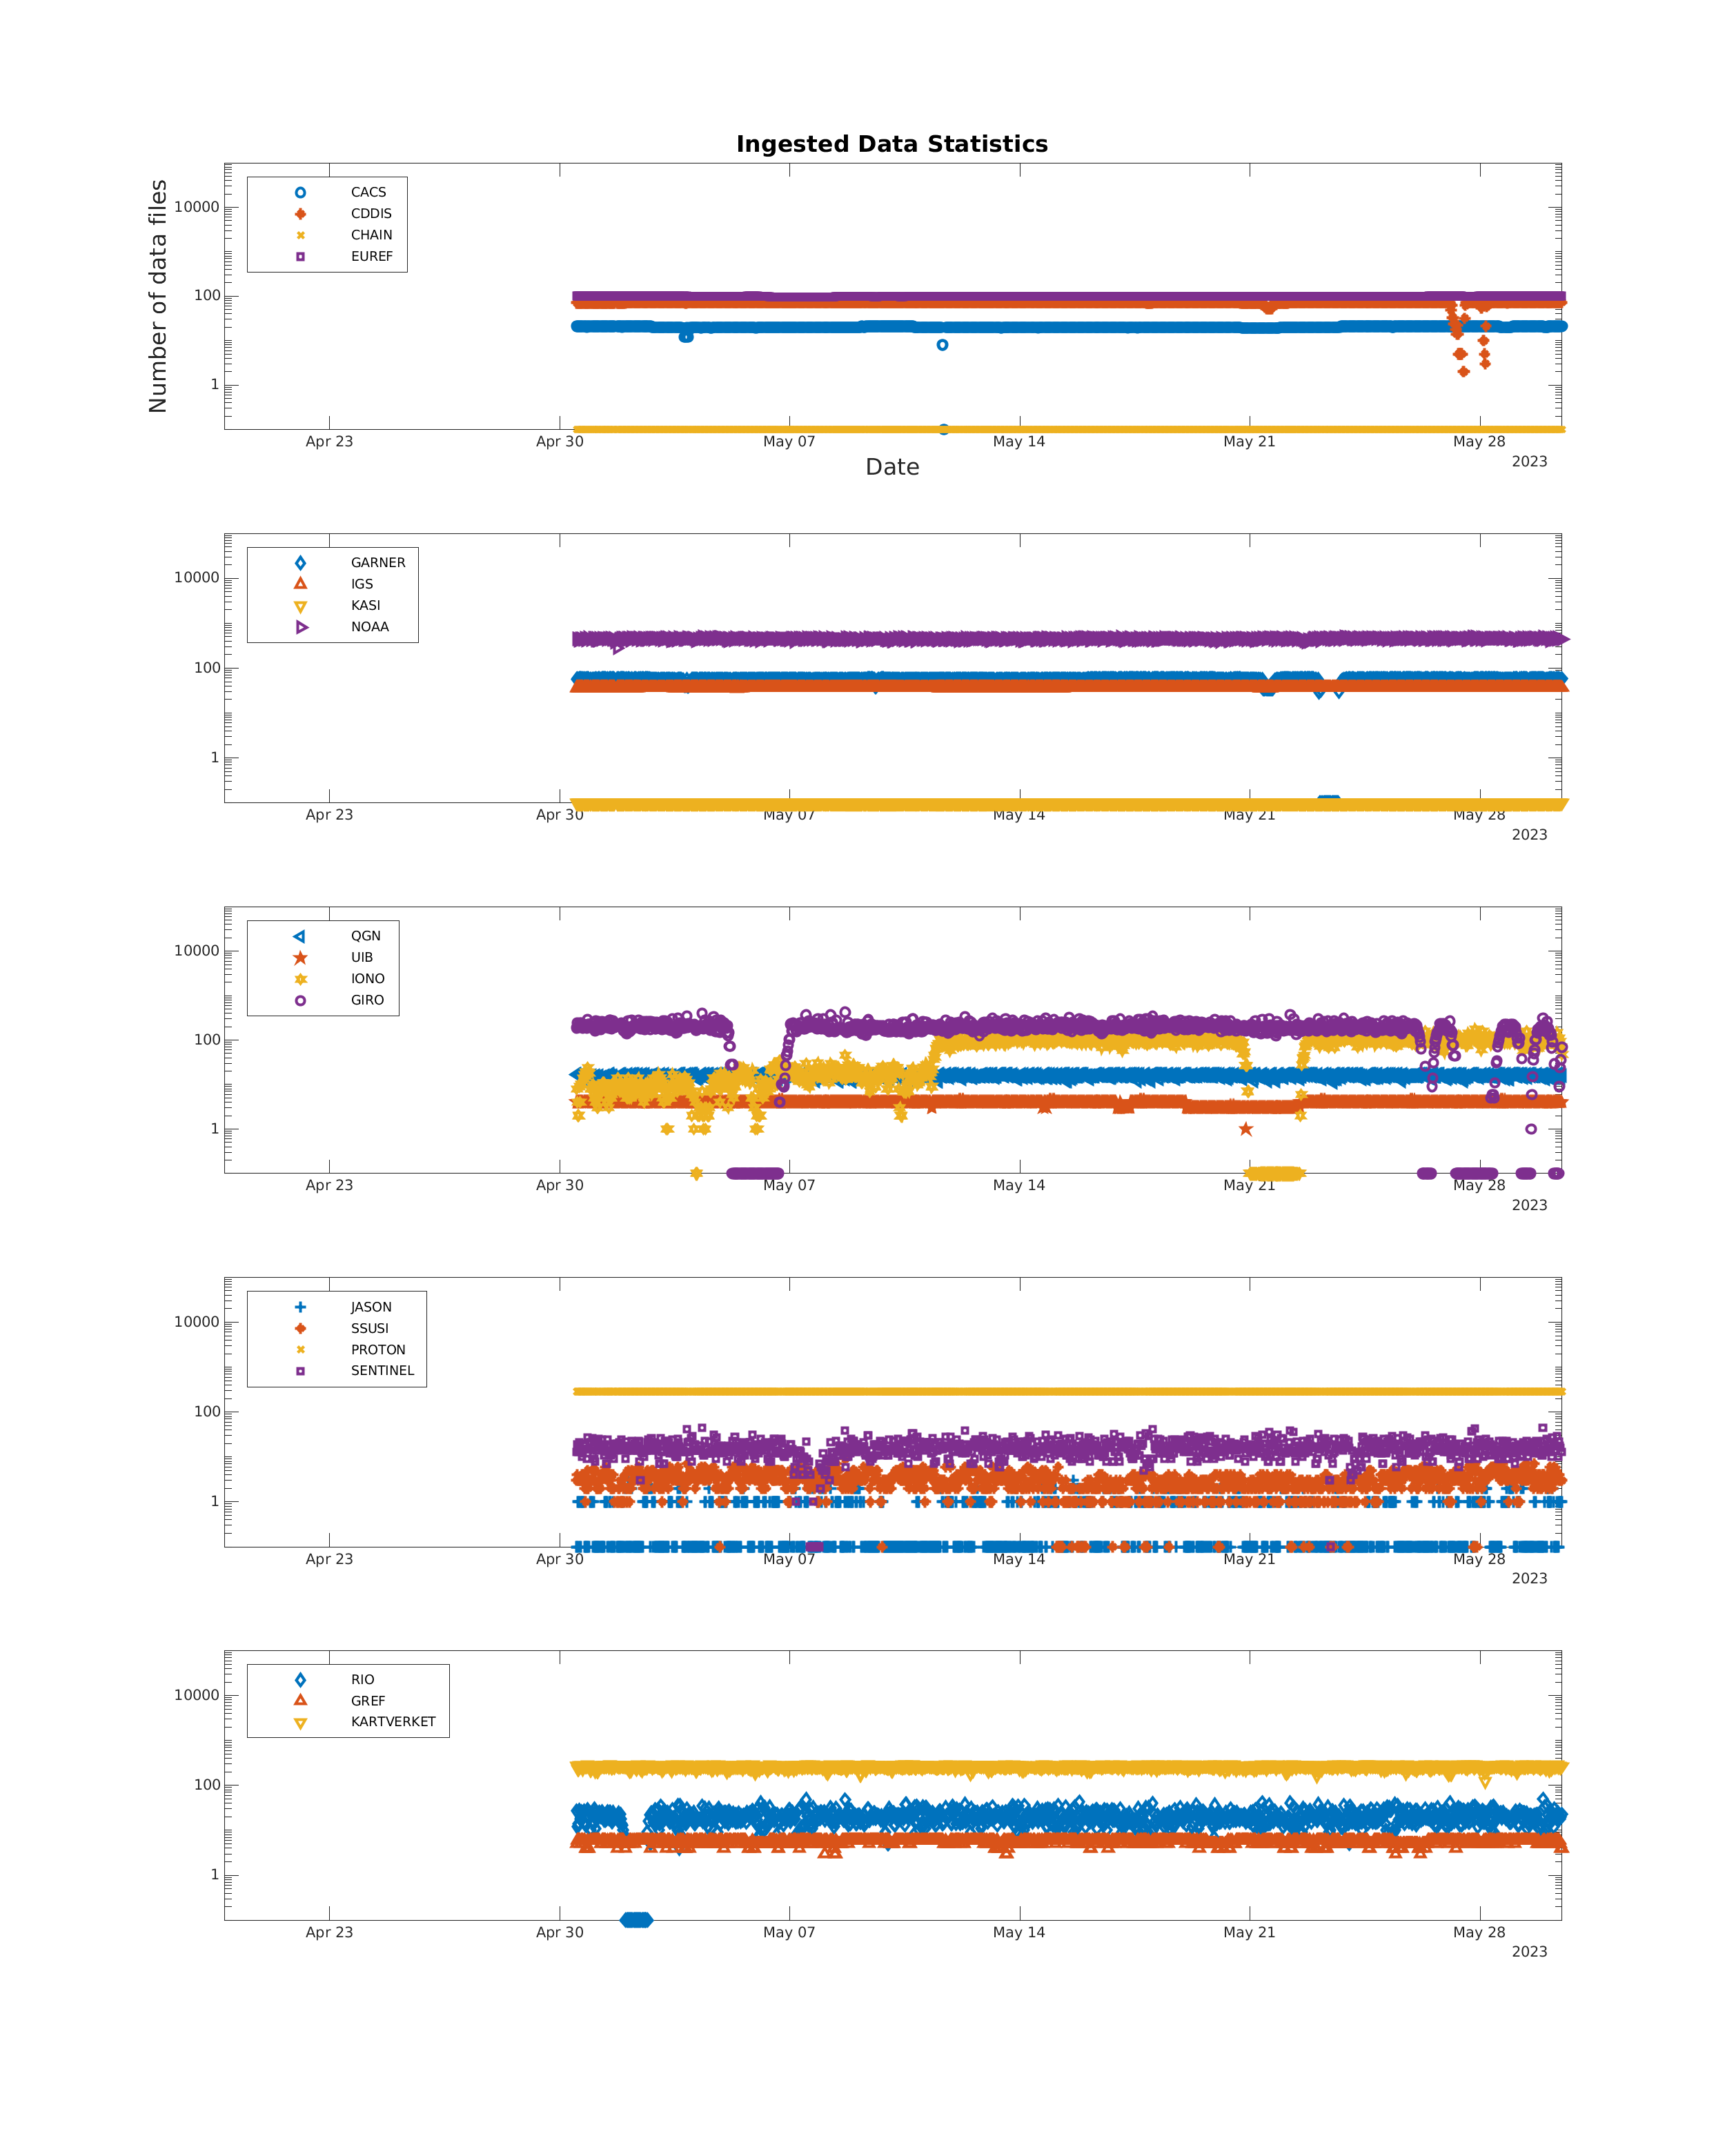 Ingested Data Statistics
Number of data files
10000
100
1
CACS
CDDIS
CHAIN
EUREF
Apr 23 Apr 30 May 07 May 14 May 21 May 28
2023
Date
10000
100
1
GARNER
IGS
KASI
NOAA
Apr 23 Apr 30 May 07 May 14 May 21 May 28
2023
10000
100
1
QGN
UIB
IONO
GIRO
Apr 23 Apr 30 May 07 May 14 May 21 May 28
2023
10000
100
1
JASON
SSUSI
PROTON
SENTINEL
Apr 23 Apr 30 May 07 May 14 May 21 May 28
2023
10000
100
1
RIO
GREF
KARTVERKET
Apr 23 Apr 30 May 07 May 14 May 21 May 28
2023